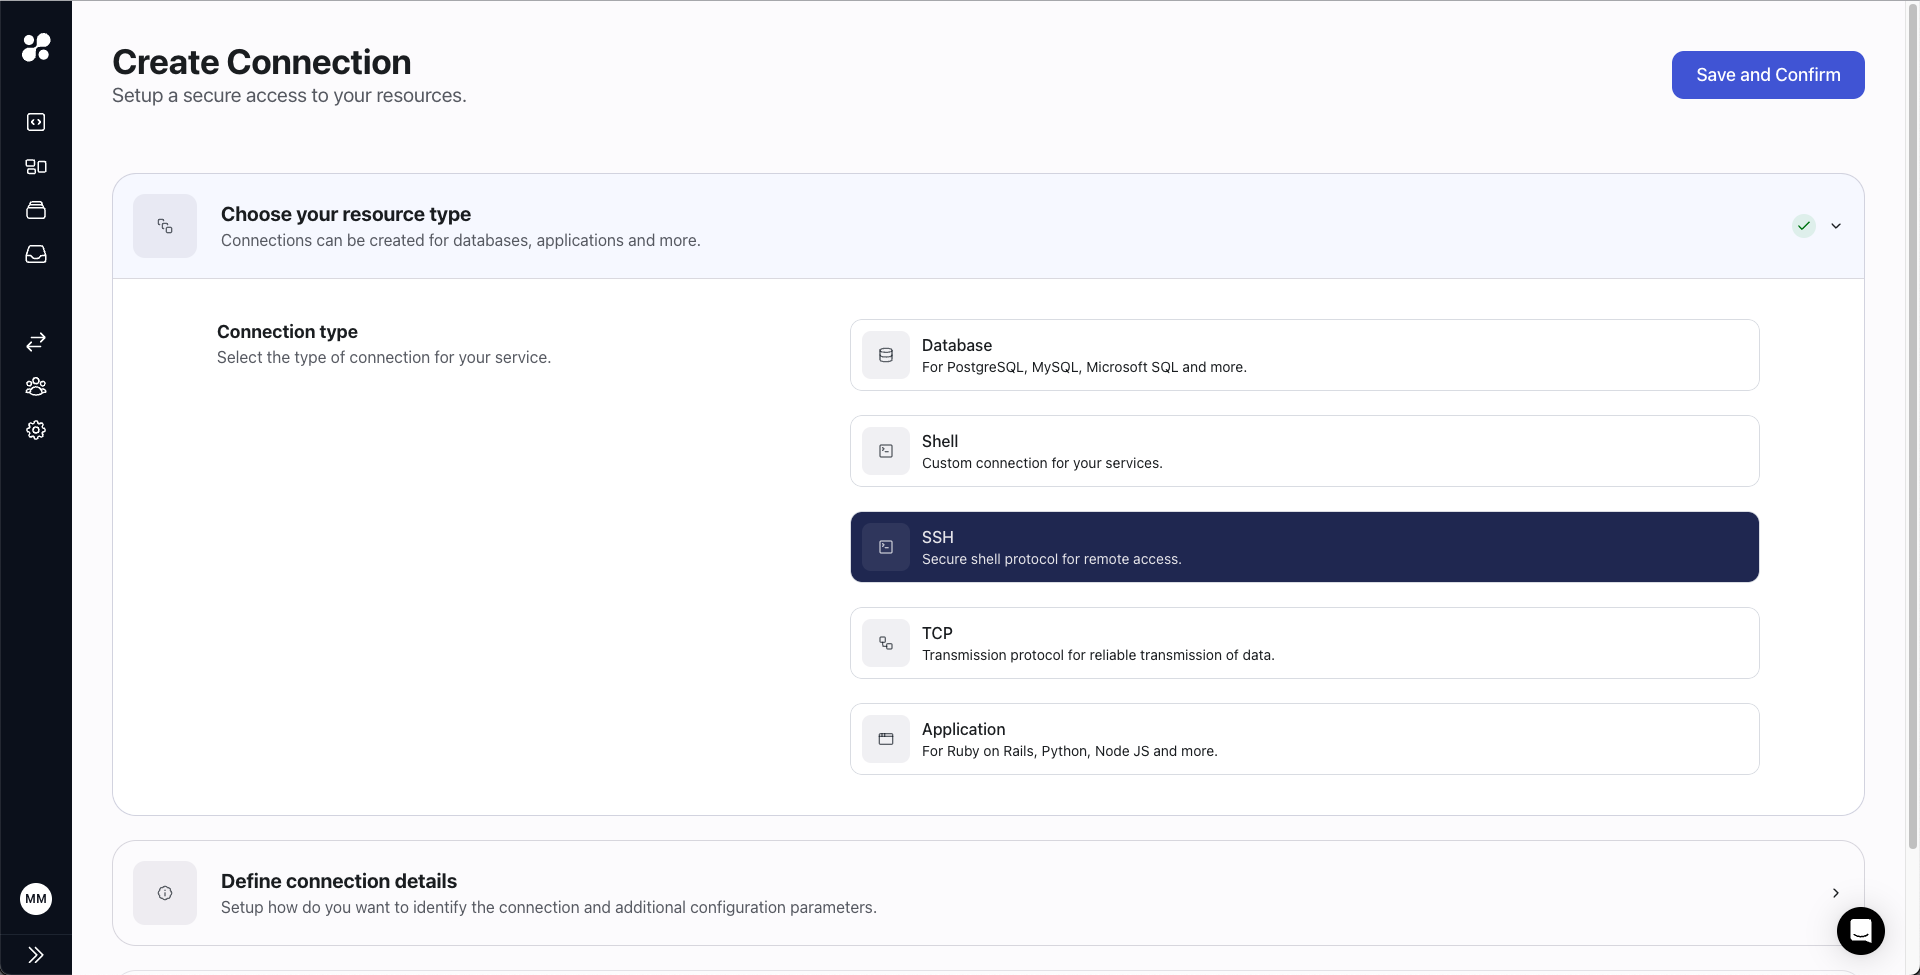 Create Connection
Setup a secure access to your resources.
Save and Confirm
Choose your resource type
Connections can be created for databases, applications and more.
Connection type
Select the type of connection for your service.
Database
For PostgreSQL, MySQL, Microsoft SQL and more.
Shell
Custom connection for your services.
SSH
Secure shell protocol for remote access.
TCP
Transmission protocol for reliable transmission of data.
Application
For Ruby on Rails, Python, Node JS and more.
Define connection details
Setup how do you want to identify the connection and additional configuration parameters.
MM